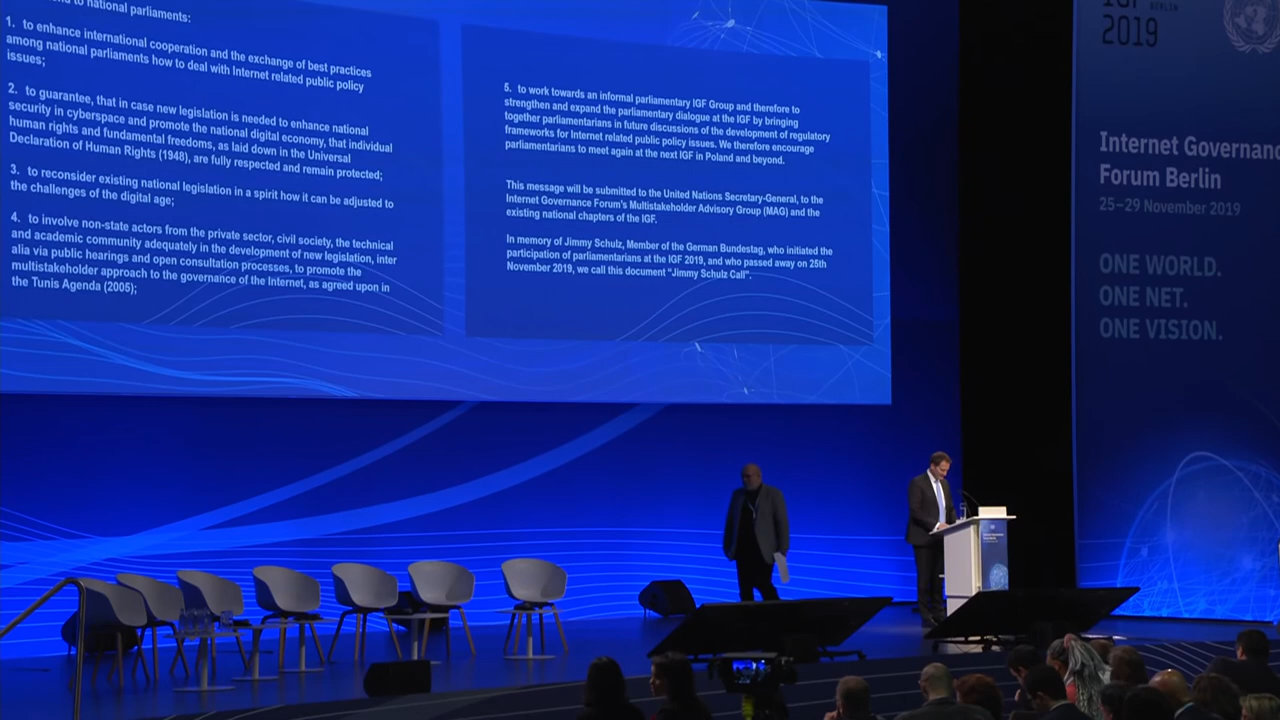 to national parliaments:
1. to enhance international cooperation and the exchange of best practices
among national parliaments how to deal with Internet related public policy
issues;
2. to guarantee, that in case new legislation is needed to enhance national
security in cyberspace and promote the national digital economy, that individual
human rights and fundamental freedoms, as laid down in the Universal
Declaration of Human Rights (1948), are fully respected and remain protected;
3. to reconsider existing national legislation in a spirit how it can be adjusted to
the challenges of the digital age;
4. to involve non-state actors from the private sector, civil society, the technical
and academic community adequately in the development of new legislation, inter
alia via public hearings and open consultation processes, to promote the
multistakeholder approach to the governance of the Internet, as agreed upon in
the Tunis Agenda (2005);
5. to work towards an informal parliamentary IGF Group and therefore to
strengthen and expand the parliamentary dialogue at the IGF by bringing
together parliamentarians in future discussions of the development of regulatory
frameworks for Internet related public policy issues. We therefore encourage
parlimentarians to meet again at the next IGF in Poland and beyond.
This message will be submitted to the United Nations Secretary-General, to the
Internet Governance Forum's Multistakeholder Advisory Group (MAG) and the
existing national chapters of the IGF.
In memory of Jimmy Schulz, Member of the German Bundestag, who initiated the
participation of parliamentarians at the IGF 2019, and who passed away on 25th
November 2019, we call this document "Jimmy Schulz Call".
IGF BERLIN
2019
Internet Governanc
Forum Berlin
25–29 November 2019
ONE WORLD.
ONE NET.
ONE VISION.